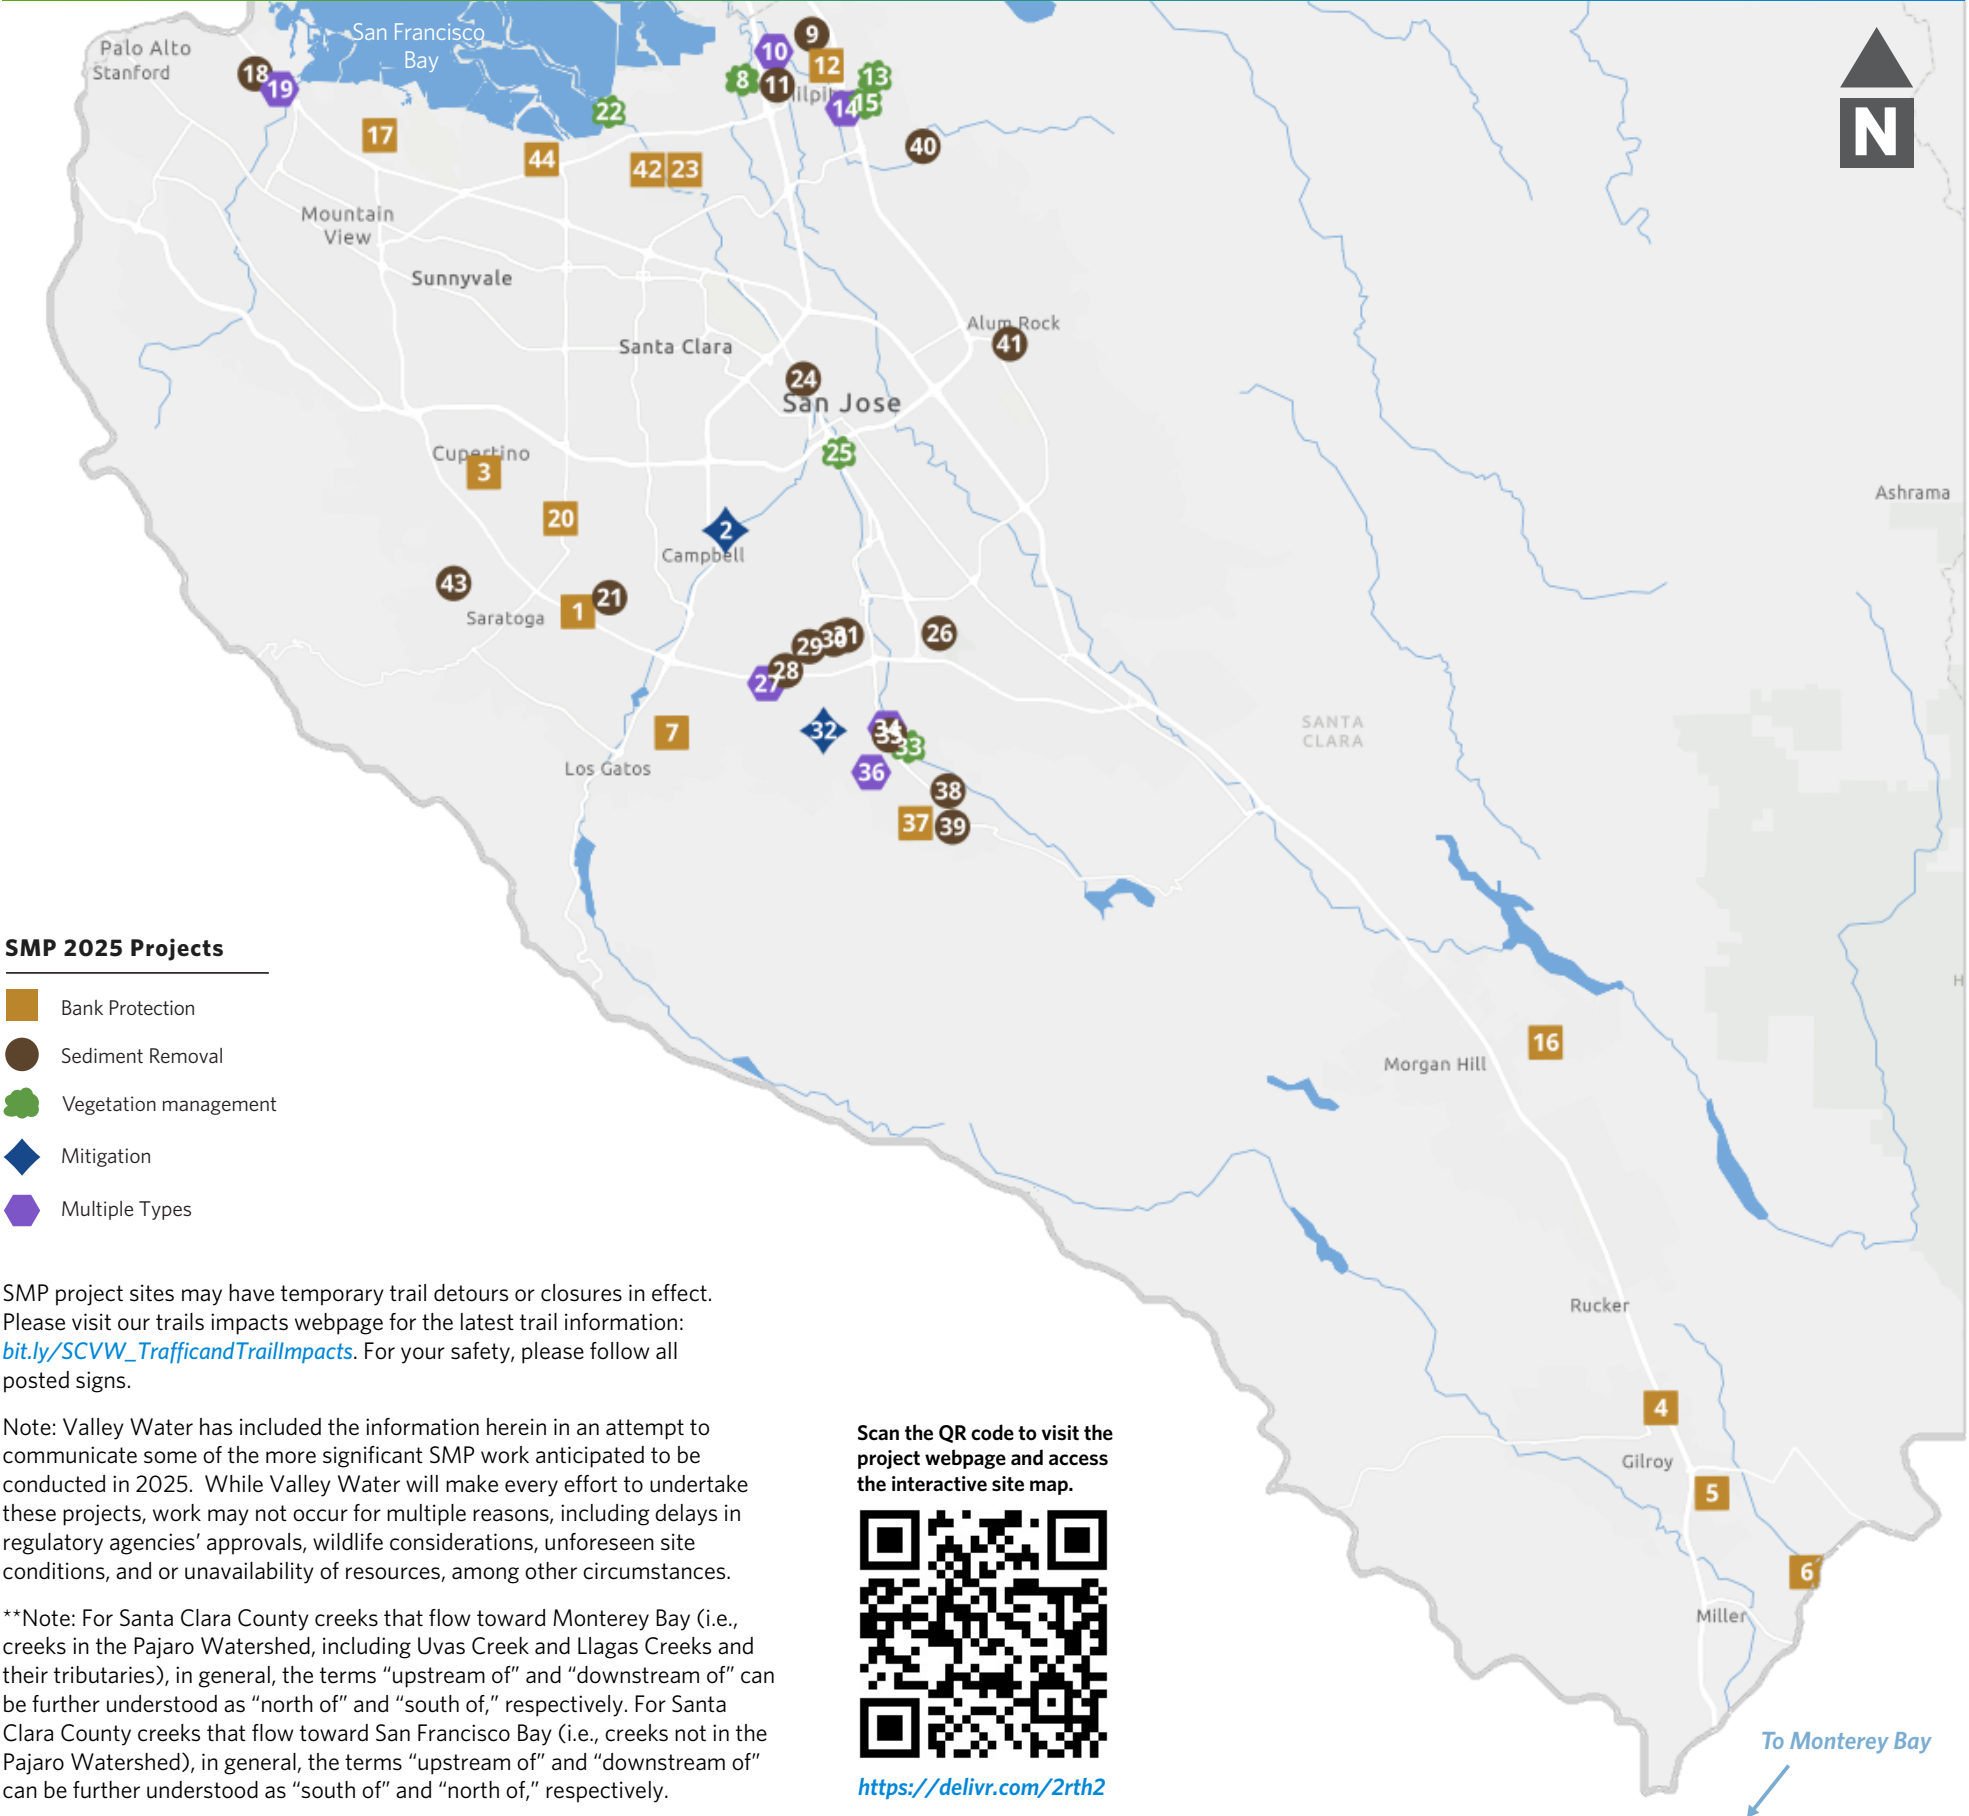 San Francisco
Bay
Palo Alto
Stanford
9
10
12
18
19
8
11
13
14
15
22
17
44
42
23
40
N
Mountain
View
Sunnyvale
Alum Rock
41
Santa Clara
24
San Jose
Cupertino
3
25
Ashrama
20
2
Campbell
43
21
1
Saratoga
29
30
31
26
28
27
7
32
34
35
33
SANTA
CLARA
Los Gatos
36
38
37
39
SMP 2025 Projects
Bank Protection
Sediment Removal
Vegetation management
Mitigation
Multiple Types
H
16
Morgan Hill
Rucker
4
Gilroy
5
6
Miller
SMP project sites may have temporary trail detours or closures in effect.
Please visit our trails impacts webpage for the latest trail information:
bit.ly/SCVW_TrafficandTrailImpacts. For your safety, please follow all
posted signs.
Note: Valley Water has included the information herein in an attempt to
communicate some of the more significant SMP work anticipated to be
conducted in 2025. While Valley Water will make every effort to undertake
these projects, work may not occur for multiple reasons, including delays in
regulatory agencies' approvals, wildlife considerations, unforeseen site
conditions, and or unavailability of resources, among other circumstances.
**Note: For Santa Clara County creeks that flow toward Monterey Bay (i.e.,
creeks in the Pajaro Watershed, including Uvas Creek and Llagas Creeks and
their tributaries), in general, the terms “upstream of” and “downstream of” can
be further understood as “north of” and “south of,” respectively. For Santa
Clara County creeks that flow toward San Francisco Bay (i.e., creeks not in the
Pajaro Watershed), in general, the terms “upstream of” and “downstream of”
can be further understood as “south of” and “north of,” respectively.
Scan the QR code to visit the
project webpage and access
the interactive site map.
https://delivr.com/2rth2
To Monterey Bay